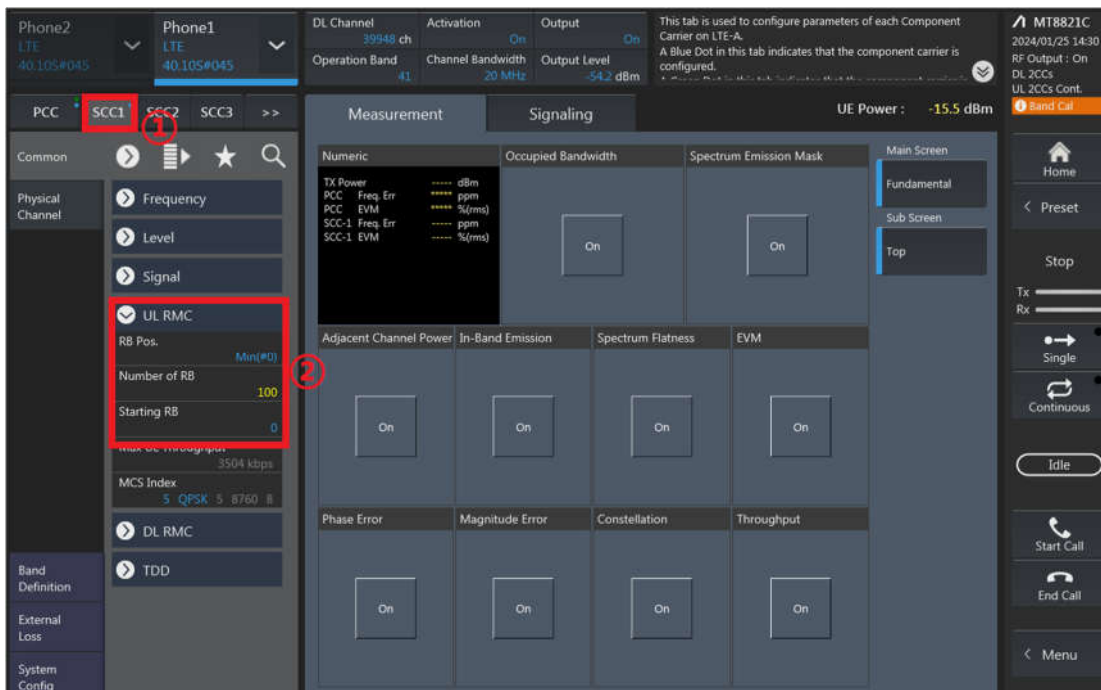 Phone2
LTE
40.10S#045
Phone1
LTE
40.10S#045
DL Channel
39948 ch
Activation
On
Output
On
Operation Band
41
Channel Bandwidth
20 MHz
Output Level
-54.2 dBm
This tab is used to configure parameters of each Component
Carrier on LTE-A.
A Blue Dot in this tab indicates that the component carrier is
configured.
MT8821C
2024/01/25 14:30
RF Output : On
DL 2CCs
UL 2CCs Cont.
Band Cal
PCC SCC1 SCC2 SCC3 >>
①
Measurement Signaling
UE Power : -15.5 dBm
Common
Physical
Channel
Frequency
Level
Signal
UL RMC
RB Pos.
Min(#0)
Number of RB
100
Starting RB
0
②
Max UL Throughput
3504 kbps
MCS Index
5 QPSK 5 8760 8
DL RMC
TDD
Band
Definition
External
Loss
System
Config
Numeric
TX Power ----- dBm
PCC Freq. Err ***** ppm
PCC EVM ***** %(rms)
SCC-1 Freq. Err ----- ppm
SCC-1 EVM ----- %(rms)
Occupied Bandwidth
On
Spectrum Emission Mask
On
Adjacent Channel Power
On
In-Band Emission
On
Spectrum Flatness
On
EVM
On
Phase Error
On
Magnitude Error
On
Constellation
On
Throughput
On
Main Screen
Fundamental
Sub Screen
Top
Home
< Preset
Stop
Tx
Rx
Single
Continuous
Idle
Start Call
End Call
< Menu